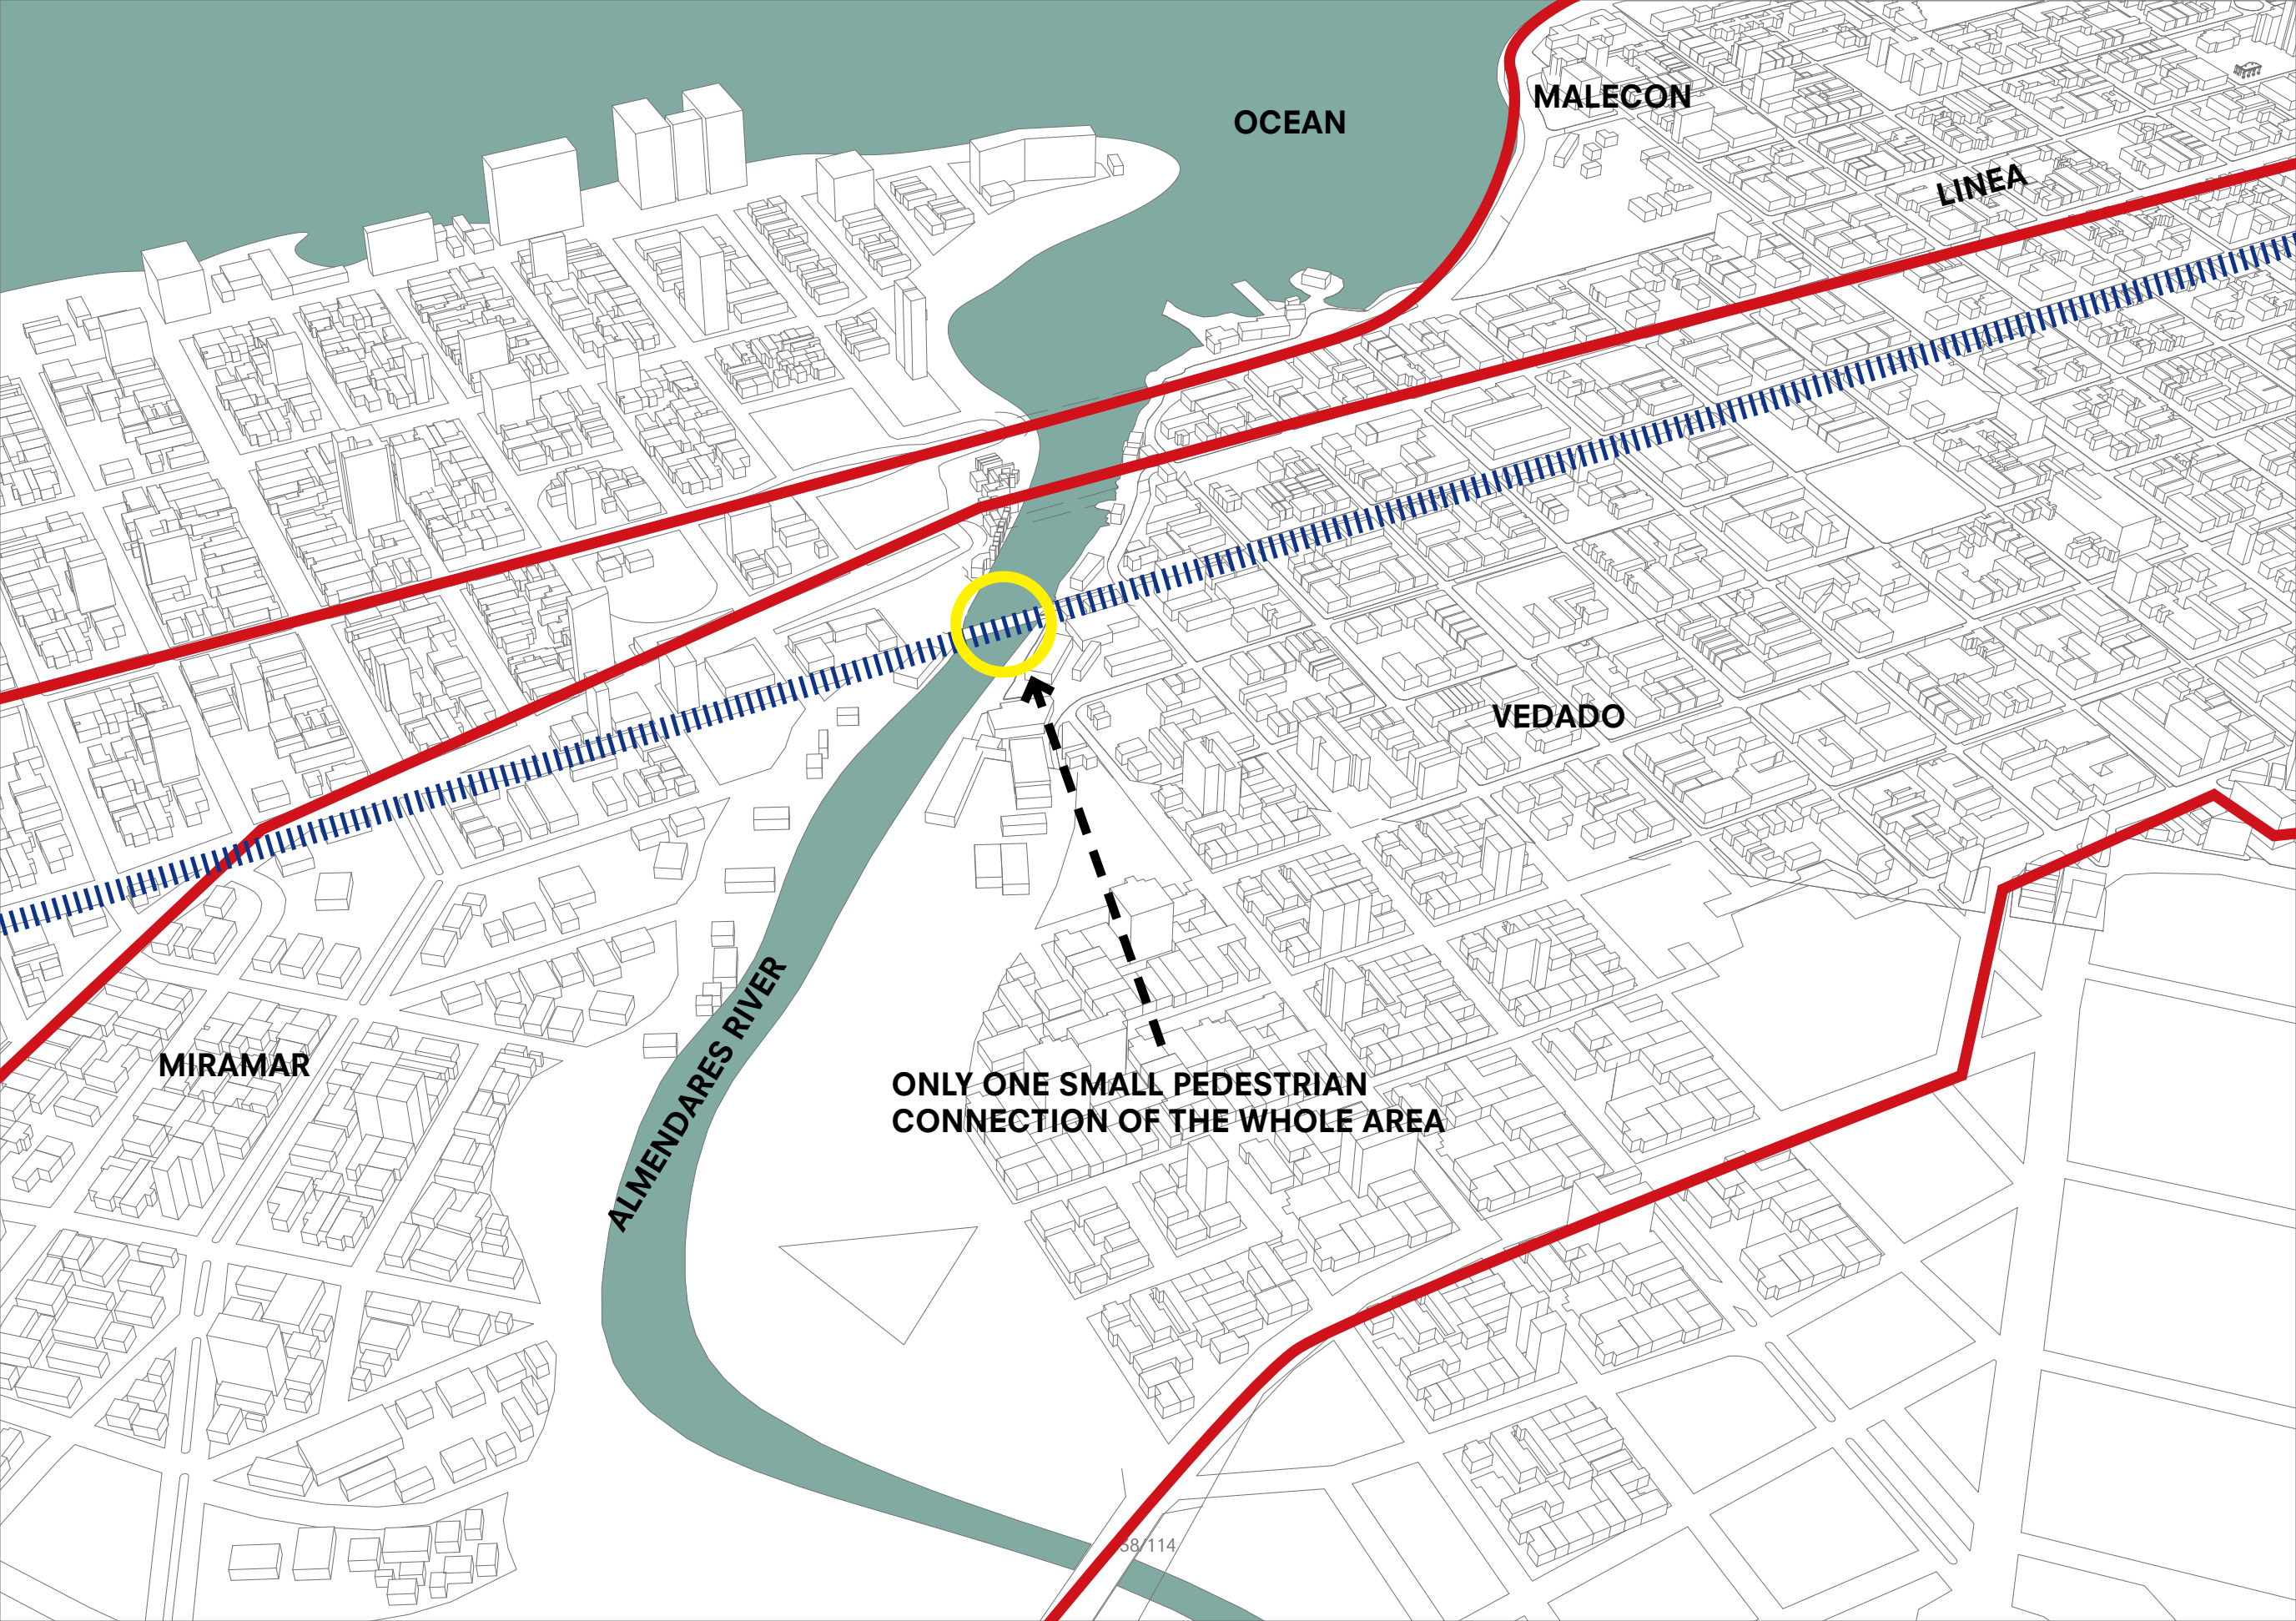 OCEAN
MALECON
LINEA
VEDADO
MIRAMAR
ALMENDARES RIVER
ONLY ONE SMALL PEDESTRIAN
CONNECTION OF THE WHOLE AREA
58/114